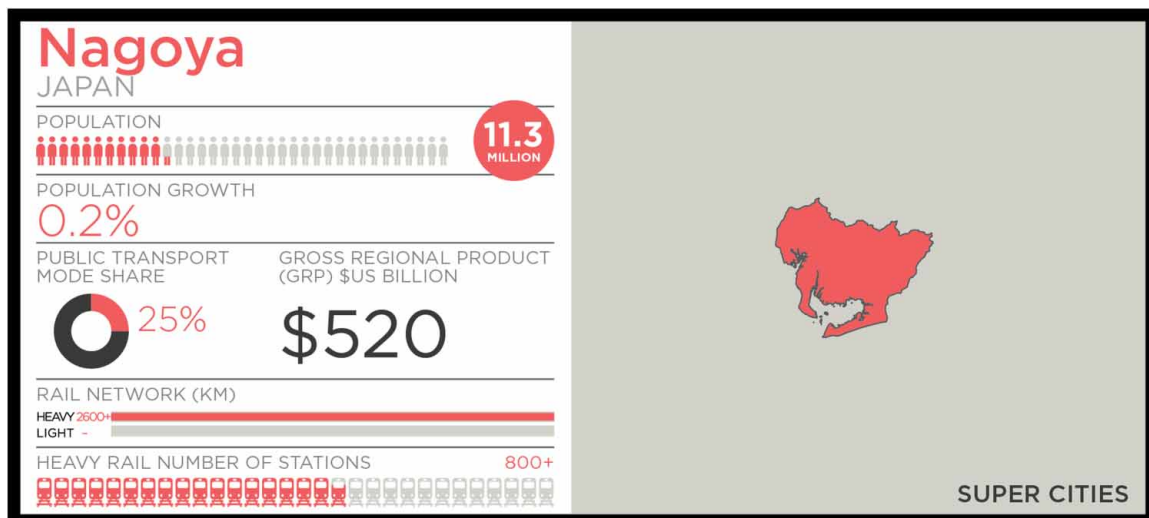 Nagoya
JAPAN
POPULATION
11.3
MILLION
POPULATION GROWTH
0.2%
PUBLIC TRANSPORT
MODE SHARE
25%
GROSS REGIONAL PRODUCT
(GRP) $US BILLION
$520
RAIL NETWORK (KM)
HEAVY 2600+
LIGHT -
HEAVY RAIL NUMBER OF STATIONS 800+
SUPER CITIES